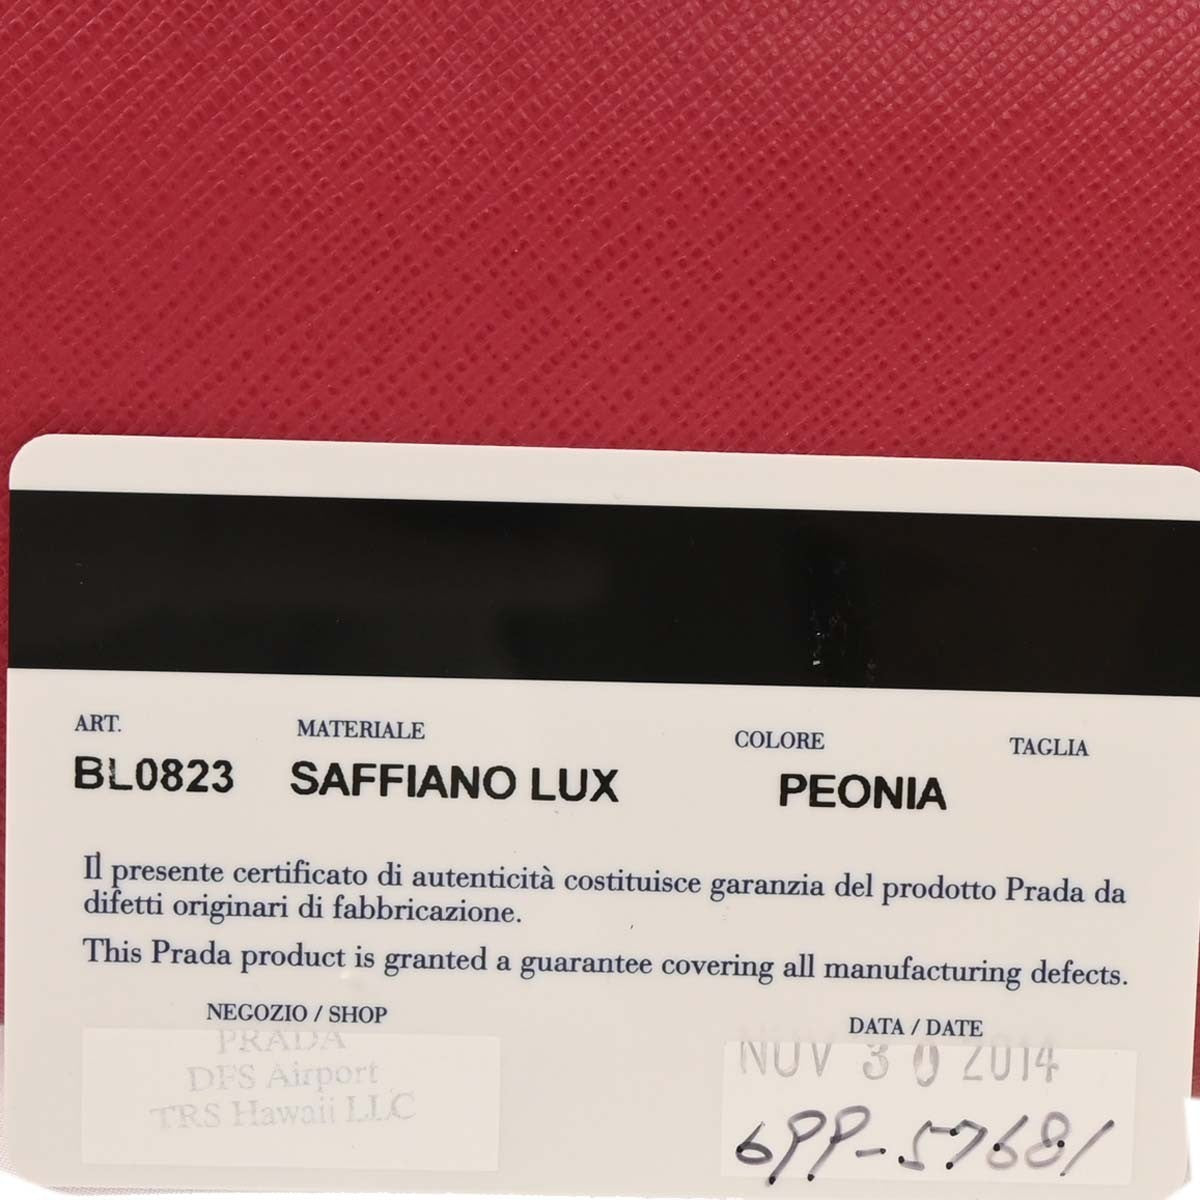 ART. MATERIALE COLORE TAGLIA
BL0823 SAFFIANO LUX PEONIA
Il presente certificato di autenticità costituisce garanzia del prodotto Prada da
difetti originari di fabbricazione.
This Prada product is granted a guarantee covering all manufacturing defects.
NEGOZIO / SHOP DATA / DATE
PRADA
DFS Airport
TRS Hawaii LLC
NOV 30 2014
6PP-57681